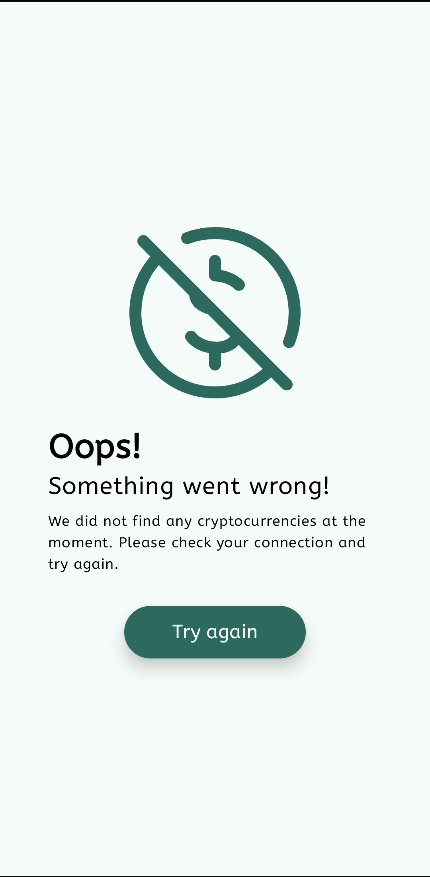 Oops!
Something went wrong!
We did not find any cryptocurrencies at the
moment. Please check your connection and
try again.
Try again